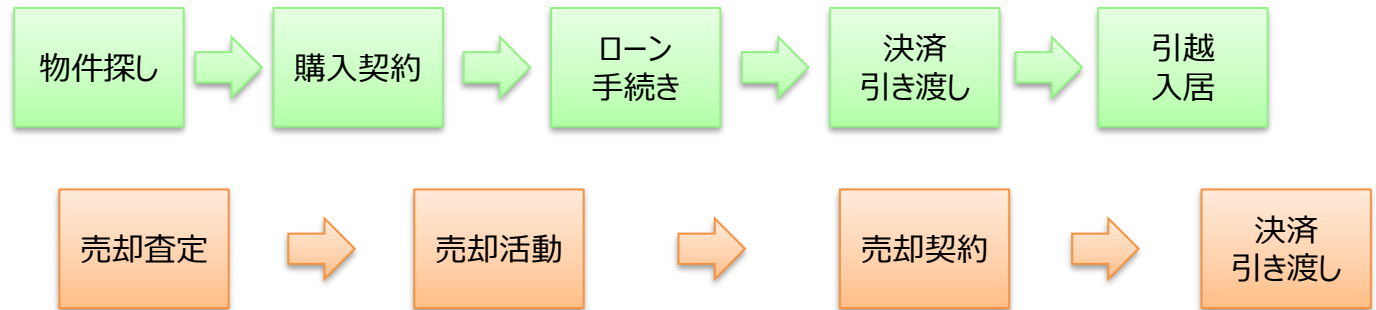 物件探し
購入契約
ローン
手続き
決済
引き渡し
引越
入居
売却査定
売却活動
売却契約
決済
引き渡し